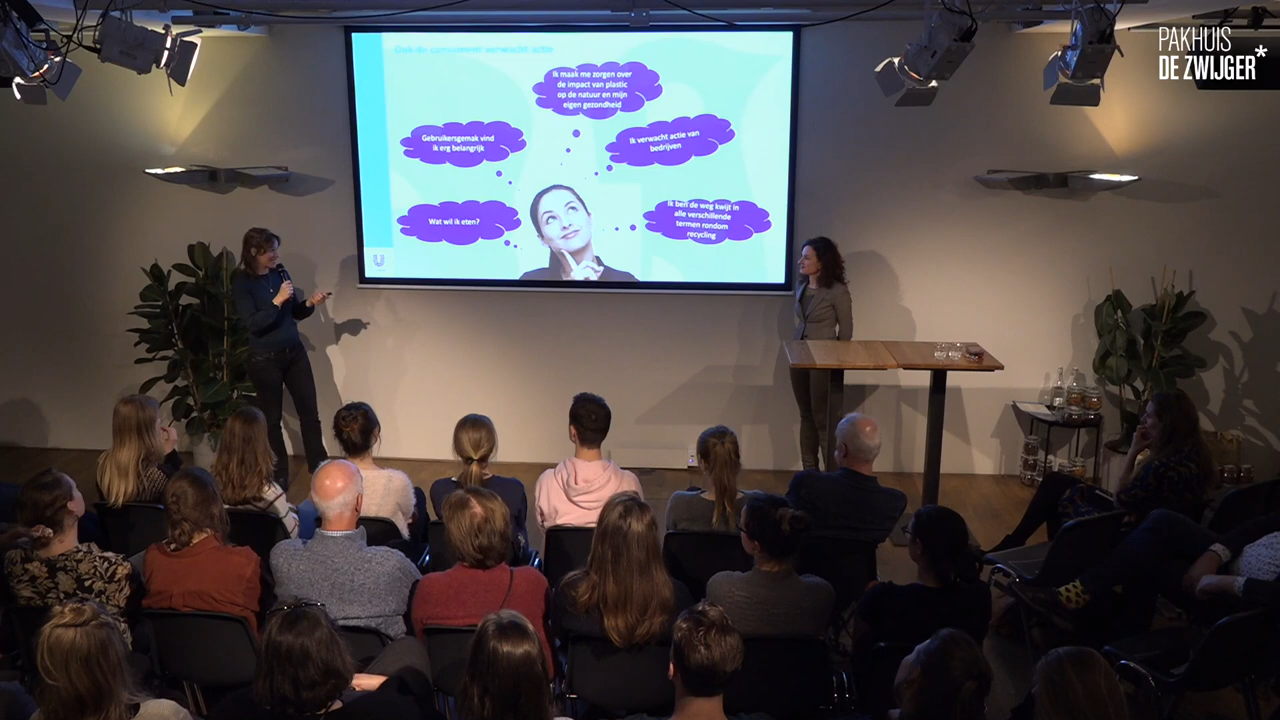 PAKHUIS
DE ZWIJGER*
Ook de consument verwacht actie
Ik maak me zorgen over
de impact van plastic
op de natuur en mijn
eigen gezondheid
Gebruikersgemak vind
ik erg belangrijk
Ik verwacht actie van
bedrijven
Wat wil ik eten?
Ik ben de weg kwijt in
alle verschillende
termen rondom
recycling